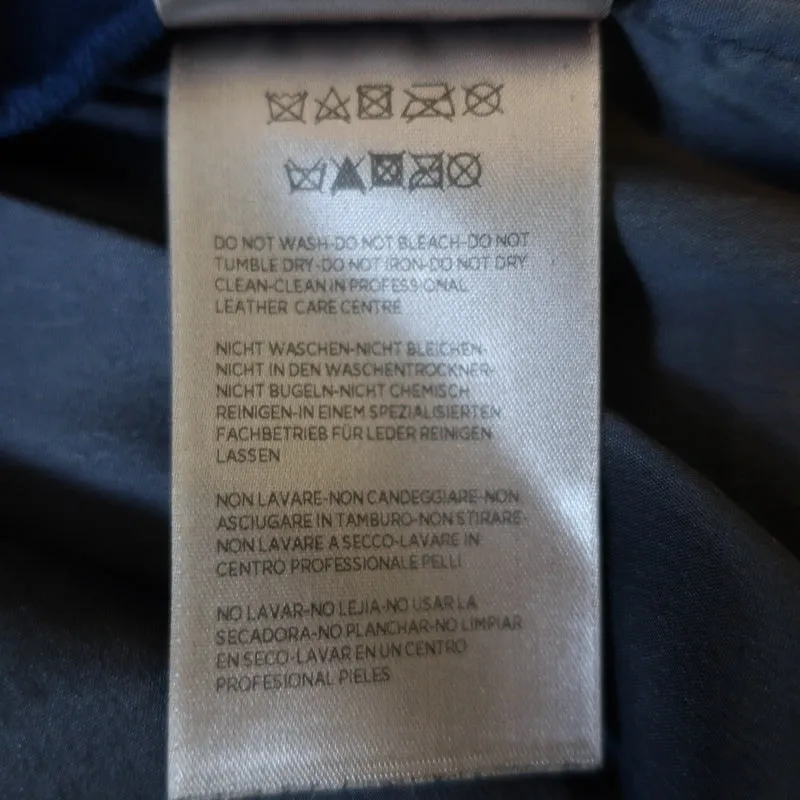 DO NOT WASH-DO NOT BLEACH-DO NOT
TUMBLE DRY-DO NOT IRON-DO NOT DRY
CLEAN-CLEAN IN PROFESSIONAL
LEATHER CARE CENTRE
NICHT WASCHEN-NICHT BLEICHEN-
NICHT IN DEN WASCHENTROCKNER-
NICHT BUGELN-NICHT CHEMISCH
REINIGEN-IN EINEM SPEZIALISIERTEN
FACHBETRIEB FÜR LEDER REINIGEN
LASSEN
NON LAVARE-NON CANDEGGIARE-NON
ASCIUGARE IN TAMBURO-NON STIRARE-
NON LAVARE A SECCO-LAVARE IN
CENTRO PROFESSIONALE PELLI
NO LAVAR-NO LEJIA-NO USAR LA
SECADORA-NO PLANCHAR-NO LIMPIAR
EN SECO-LAVAR EN UN CENTRO
PROFESIONAL PIELES